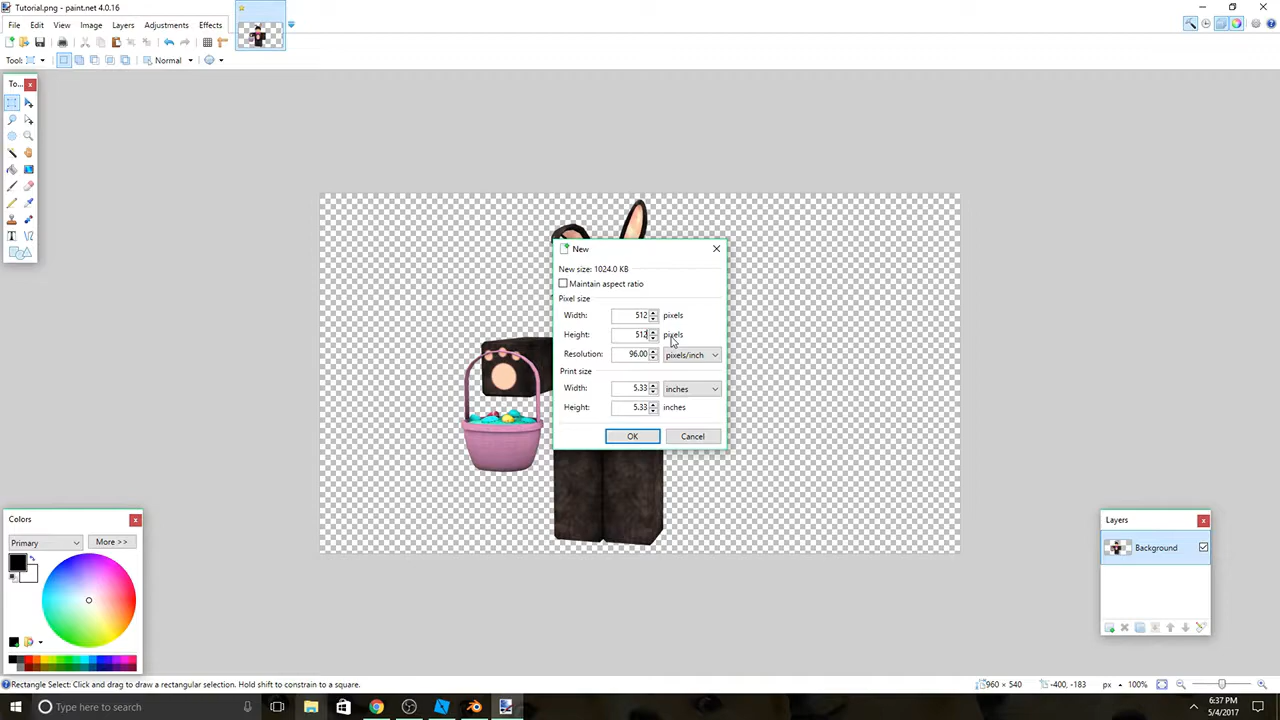 Tutorial.png - paint.net 4.0.16
File Edit View Image Layers Adjustments Effects
Tool: Normal
To...
New
New size: 1024.0 KB
Maintain aspect ratio
Pixel size
Width: 512 pixels
Height: 512 pixels
Resolution: 96.00 pixels/inch
Print size
Width: 5.33 inches
Height: 5.33 inches
OK Cancel
Colors
Primary More >>
Layers
Background
Rectangle Select: Click and drag to draw a rectangular selection. Hold shift to constrain to a square.
960 × 540 -400, -183 px 100%
Type here to search
6:37 PM
5/4/2017